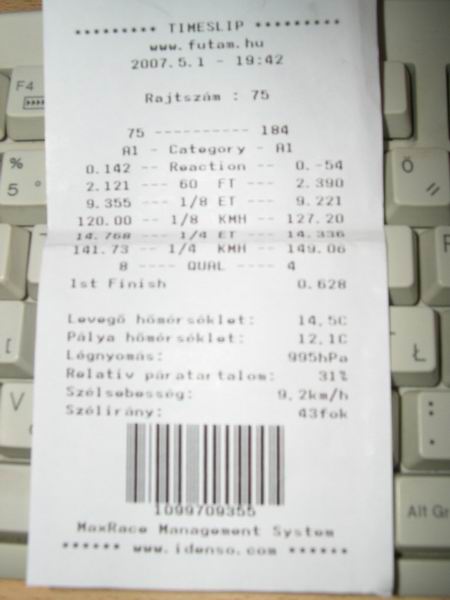 ********* TIMESLIP *********
www.futam.hu
2007.5.1 - 19:42
Rajtszám : 75
75 ---------- 184
A1 - Category - A1
0.142 -- Reaction -- 0.-54
2.121 --- 60 FT --- 2.390
9.355 --- 1/8 ET --- 9.221
120.00 --- 1/8 KMH -- 127.20
14.768 --- 1/4 ET --- 14.336
141.73 --- 1/4 KMH --- 149.06
8 ---- QUAL ---- 4
1st Finish 0.628
Levegő hőmérséklet: 14,5C
Pálya hőmérséklet: 12,1C
Légnyomás: 995hPa
Relatív páratartalom: 31%
Szélsebesség: 9,2km/h
Szélirány: 43fok
1099709355
MaxRace Management System
****** www.idenso.com ******
F4
%
5 °
Ö
"
[
V
Ł
:
.
Alt Gr